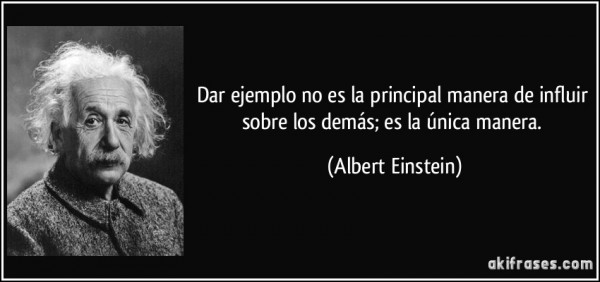 Dar ejemplo no es la principal manera de influir
sobre los demás; es la única manera.
(Albert Einstein)
akifrases.com